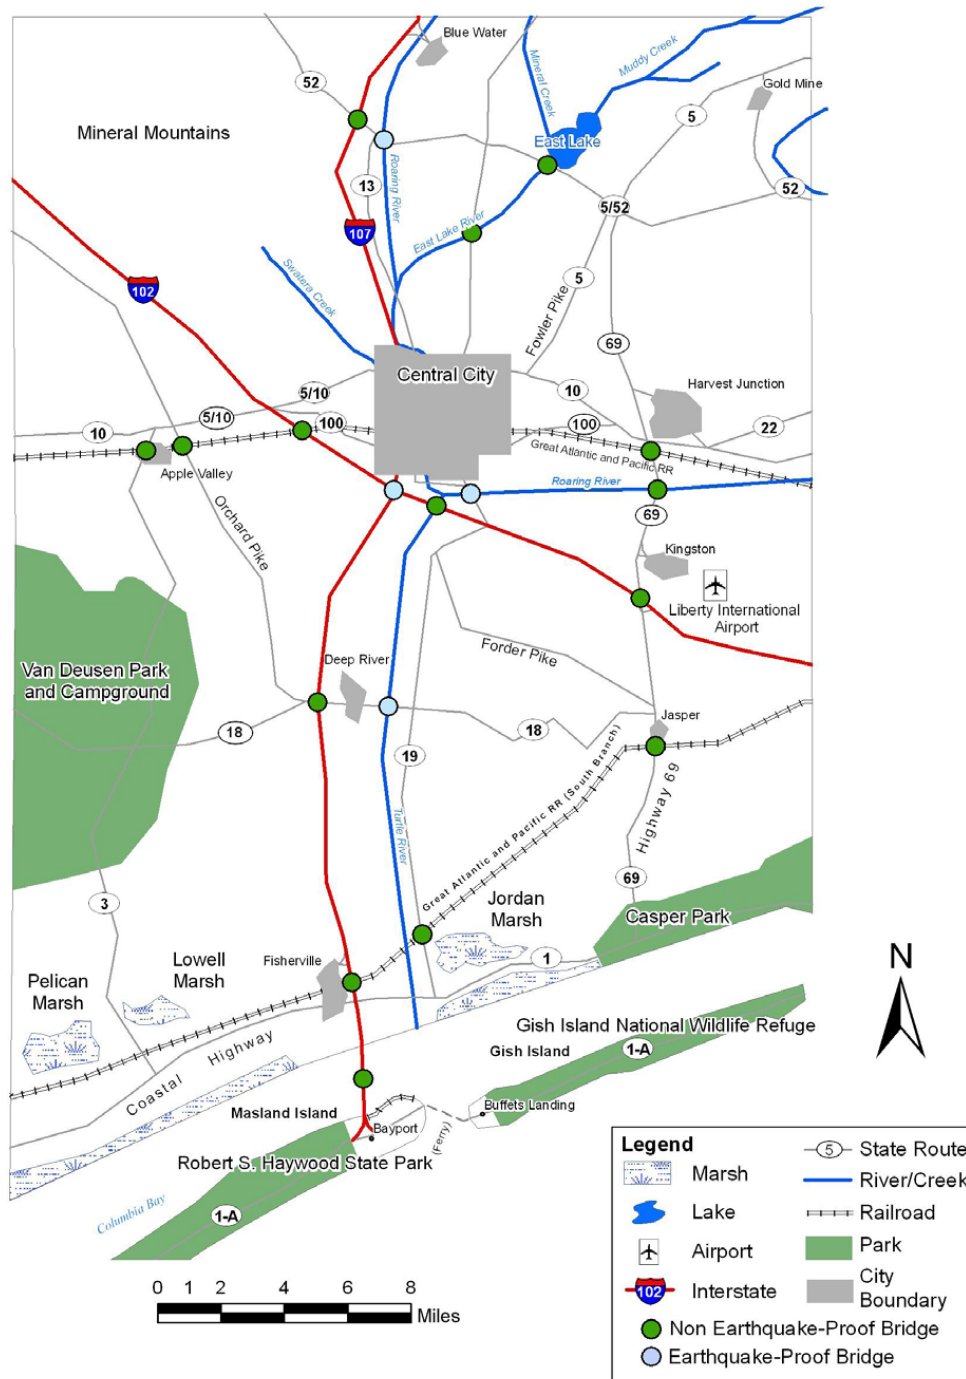 Blue Water
52
Mineral Creek
Muddy Creek
Gold Mine
5
Mineral Mountains
East Lake
13
Roaring River
52
5/52
107
East Lake River
Swatera Creek
102
5
Fowler Pike
69
Central City
Harvest Junction
5/10
10
5/10
100
100
22
10
Great Atlantic and Pacific RR
Apple Valley
Roaring River
Orchard Pike
69
Kingston
Liberty International
Airport
Forder Pike
Deep River
Van Deusen Park
and Campground
18
18
Jasper
19
Great Atlantic and Pacific RR (South Branch)
Highway 69
Turtle River
69
3
Jordan
Marsh
Casper Park
Lowell
Marsh
Fisherville
1
Pelican
Marsh
N
Coastal Highway
Gish Island National Wildlife Refuge
Gish Island
1-A
Masland Island
Buffets Landing
Bayport
(Ferry)
Robert S. Haywood State Park
Columbia Bay
1-A
0 1 2 4 6 8
Miles
Legend
Marsh
5
State Route
Lake
River/Creek
Airport
Railroad
102
Interstate
Park
City
Boundary
Non Earthquake-Proof Bridge
Earthquake-Proof Bridge